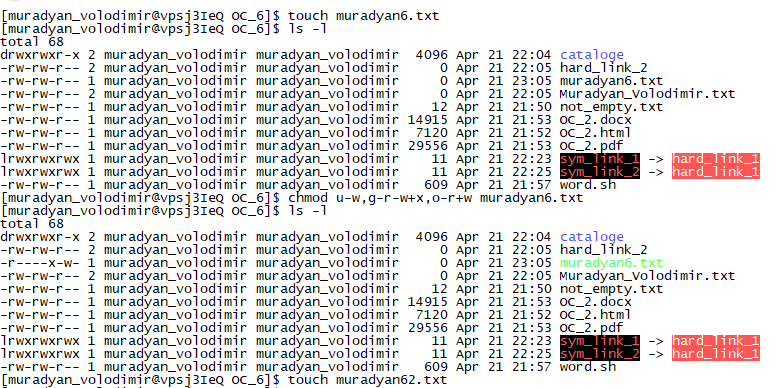 [muradyan_volodimir@vpsj3IeQ OC_6]$ touch muradyan6.txt
[muradyan_volodimir@vpsj3IeQ OC_6]$ ls -l
total 68
drwxrwxr-x 2 muradyan_volodimir muradyan_volodimir  4096 Apr 21 22:04 cataloge
-rw-rw-r-- 2 muradyan_volodimir muradyan_volodimir     0 Apr 21 22:05 hard_link_2
-rw-rw-r-- 1 muradyan_volodimir muradyan_volodimir     0 Apr 21 23:05 muradyan6.txt
-rw-rw-r-- 2 muradyan_volodimir muradyan_volodimir     0 Apr 21 22:05 Muradyan_Volodimir.txt
-rw-rw-r-- 1 muradyan_volodimir muradyan_volodimir    12 Apr 21 21:50 not_empty.txt
-rw-rw-r-- 1 muradyan_volodimir muradyan_volodimir 14915 Apr 21 21:53 OC_2.docx
-rw-rw-r-- 1 muradyan_volodimir muradyan_volodimir  7120 Apr 21 21:52 OC_2.html
-rw-rw-r-- 1 muradyan_volodimir muradyan_volodimir 29556 Apr 21 21:53 OC_2.pdf
lrwxrwxrwx 1 muradyan_volodimir muradyan_volodimir    11 Apr 21 22:23 sym_link_1 -> hard_link_1
lrwxrwxrwx 1 muradyan_volodimir muradyan_volodimir    11 Apr 21 22:25 sym_link_2 -> hard_link_1
-rw-rw-r-- 1 muradyan_volodimir muradyan_volodimir   609 Apr 21 21:57 word.sh
[muradyan_volodimir@vpsj3IeQ OC_6]$ chmod u-w,g-r-w+x,o-r+w muradyan6.txt
[muradyan_volodimir@vpsj3IeQ OC_6]$ ls -l
total 68
drwxrwxr-x 2 muradyan_volodimir muradyan_volodimir  4096 Apr 21 22:04 cataloge
-rw-rw-r-- 2 muradyan_volodimir muradyan_volodimir     0 Apr 21 22:05 hard_link_2
-r----x-w- 1 muradyan_volodimir muradyan_volodimir     0 Apr 21 23:05 muradyan6.txt
-rw-rw-r-- 2 muradyan_volodimir muradyan_volodimir     0 Apr 21 22:05 Muradyan_Volodimir.txt
-rw-rw-r-- 1 muradyan_volodimir muradyan_volodimir    12 Apr 21 21:50 not_empty.txt
-rw-rw-r-- 1 muradyan_volodimir muradyan_volodimir 14915 Apr 21 21:53 OC_2.docx
-rw-rw-r-- 1 muradyan_volodimir muradyan_volodimir  7120 Apr 21 21:52 OC_2.html
-rw-rw-r-- 1 muradyan_volodimir muradyan_volodimir 29556 Apr 21 21:53 OC_2.pdf
lrwxrwxrwx 1 muradyan_volodimir muradyan_volodimir    11 Apr 21 22:23 sym_link_1 -> hard_link_1
lrwxrwxrwx 1 muradyan_volodimir muradyan_volodimir    11 Apr 21 22:25 sym_link_2 -> hard_link_1
-rw-rw-r-- 1 muradyan_volodimir muradyan_volodimir   609 Apr 21 21:57 word.sh
[muradyan_volodimir@vpsj3IeQ OC_6]$ touch muradyan62.txt